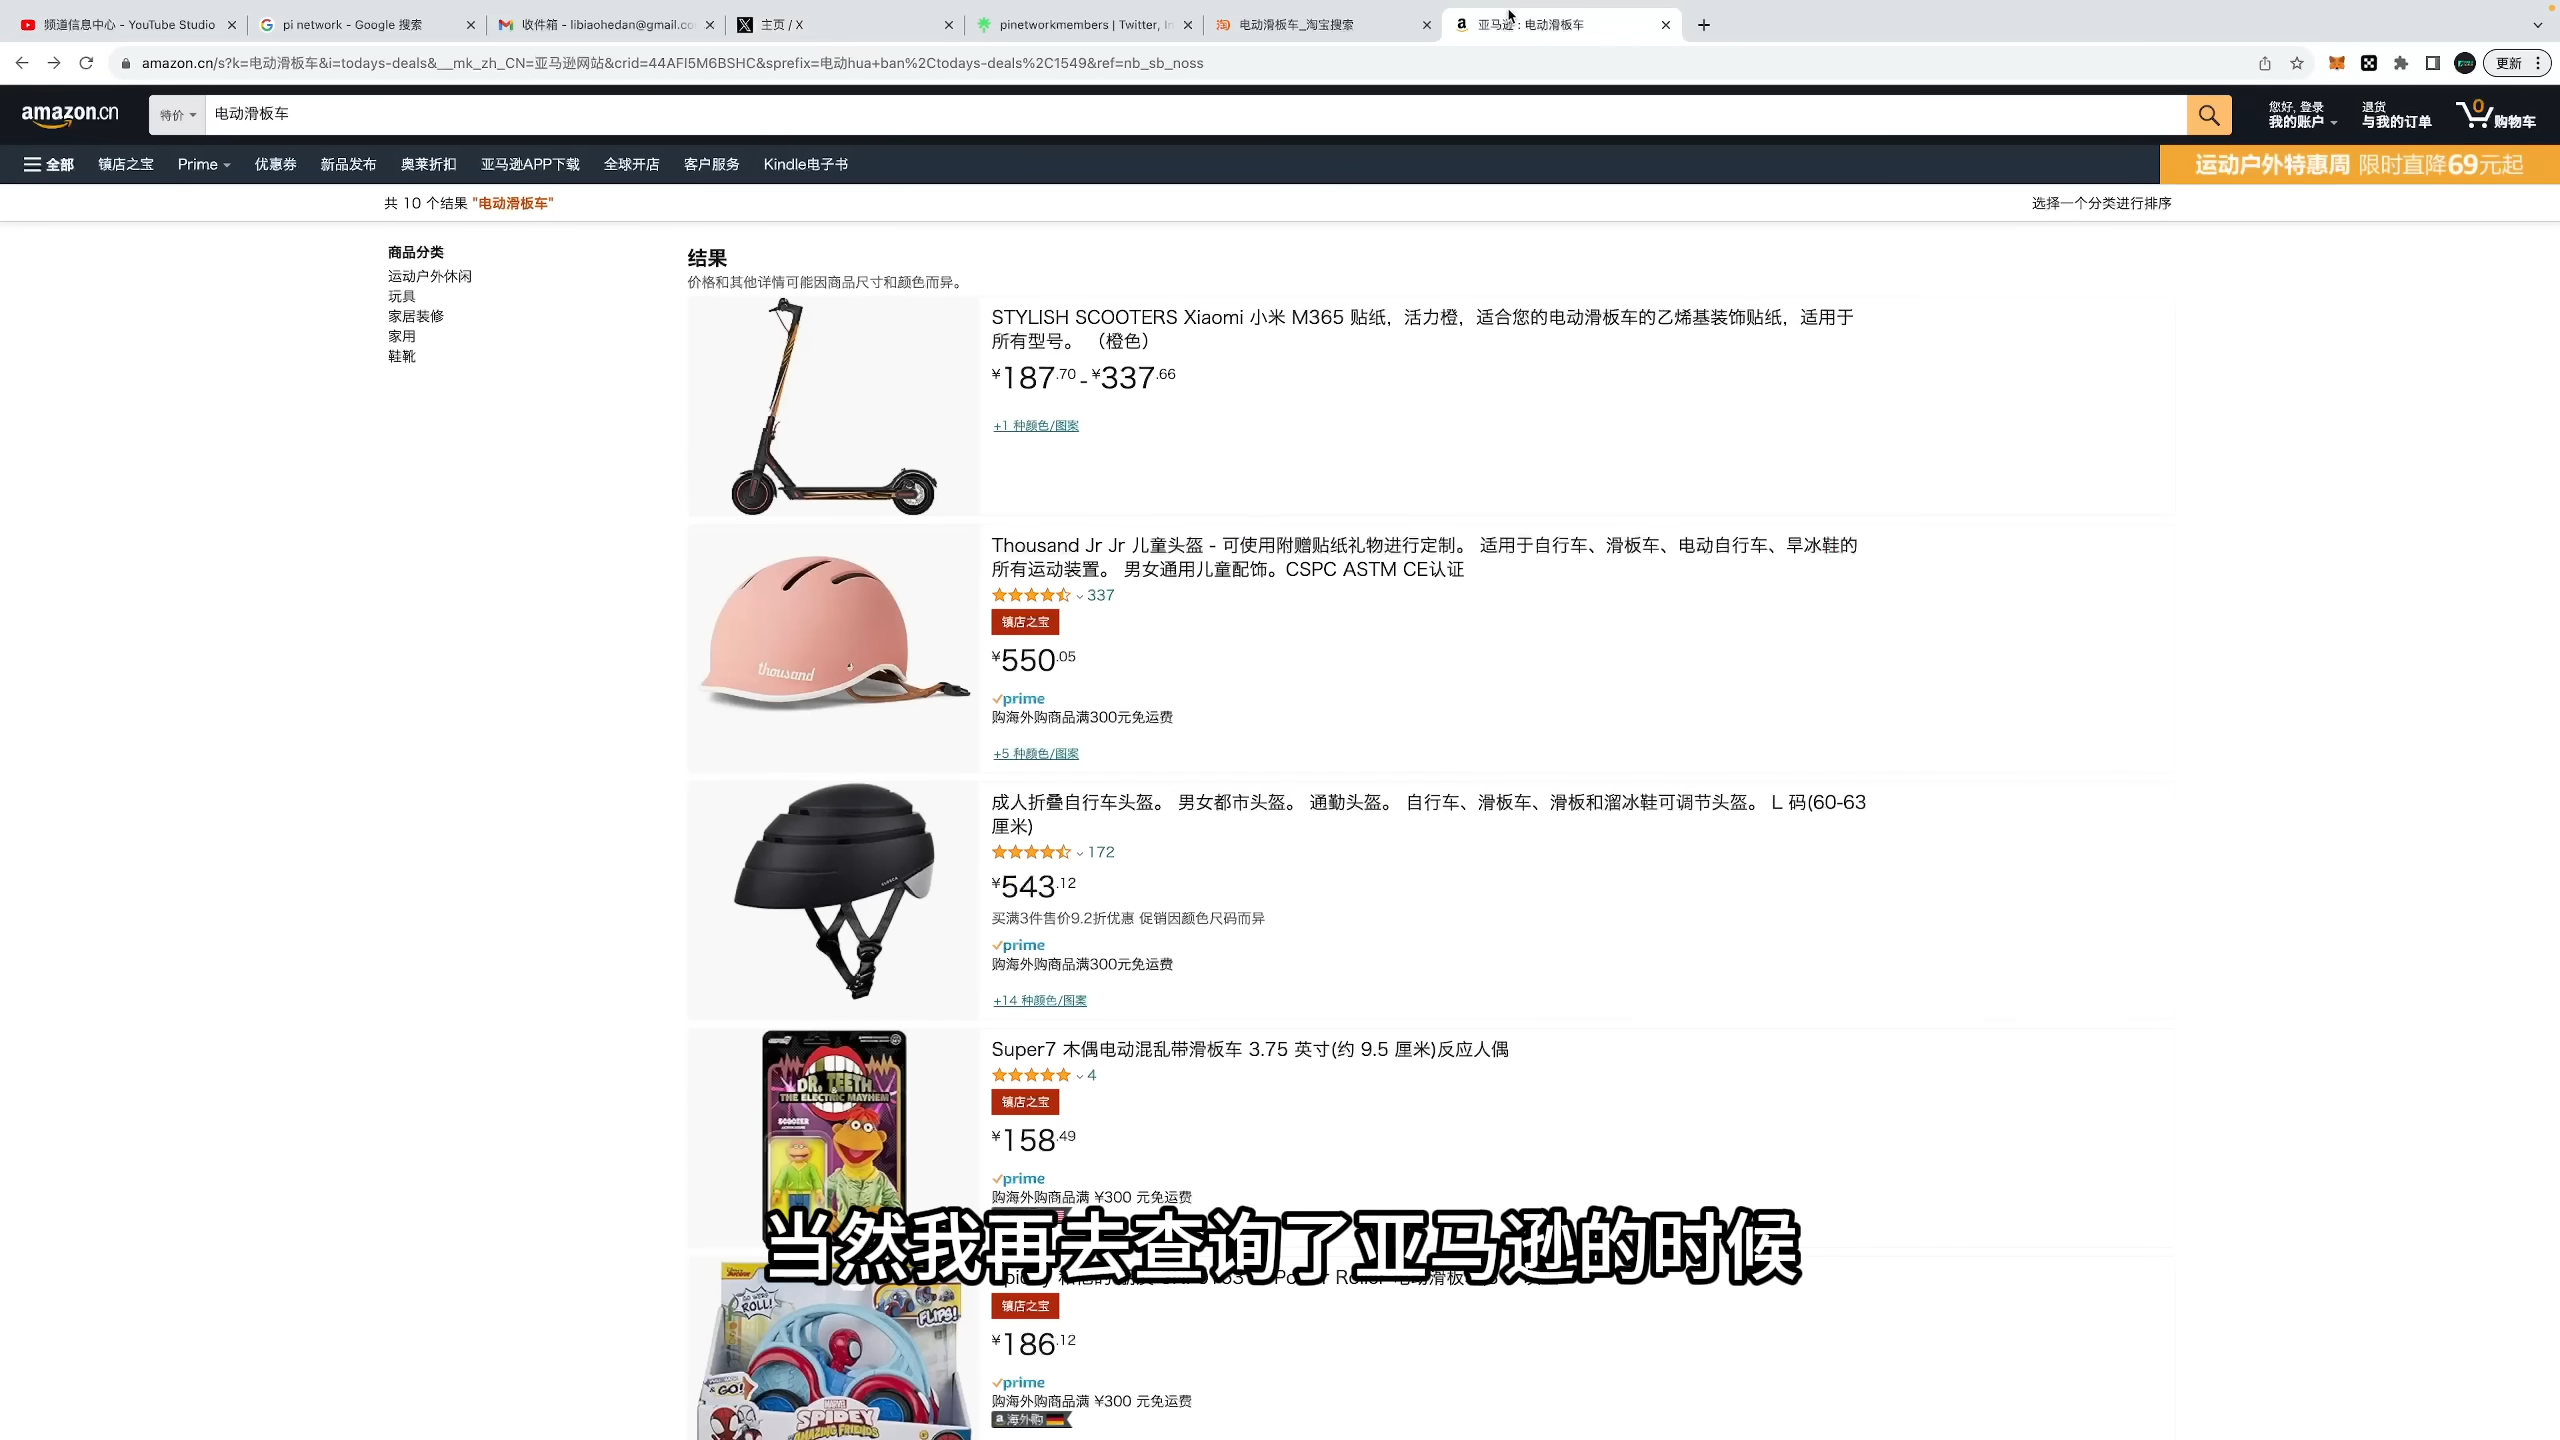 频道信息中心 - YouTube Studio
pi network - Google 搜索
收件箱 - libiaohedan@gmail.co
主页 / X
pinetworkmembers | Twitter, In
电动滑板车_淘宝搜索
亚马逊 : 电动滑板车
amazon.cn/s?k=电动滑板车&i=todays-deals&__mk_zh_CN=亚马逊网站&crid=44AFI5M6BSHC&sprefix=电动hua+ban%2Ctodays-deals%2C1549&ref=nb_sb_noss
更新
amazon.cn
特价
电动滑板车
您好, 登录
我的账户
退货
与我的订单
0
购物车
全部
镇店之宝
Prime
优惠券
新品发布
奥莱折扣
亚马逊APP下载
全球开店
客户服务
Kindle电子书
运动户外特惠周 限时直降69元起
共 10 个结果 "电动滑板车"
选择一个分类进行排序
商品分类
运动户外休闲
玩具
家居装修
家用
鞋靴
结果
价格和其他详情可能因商品尺寸和颜色而异。
STYLISH SCOOTERS Xiaomi 小米 M365 贴纸，活力橙，适合您的电动滑板车的乙烯基装饰贴纸，适用于
所有型号。 （橙色）
¥187.70 - ¥337.66
+1 种颜色/图案
thousand
Thousand Jr Jr 儿童头盔 - 可使用附赠贴纸礼物进行定制。 适用于自行车、滑板车、电动自行车、旱冰鞋的
所有运动装置。 男女通用儿童配饰。CSPC ASTM CE认证
337
镇店之宝
¥550.05
prime
购海外购商品满300元免运费
+5 种颜色/图案
成人折叠自行车头盔。 男女都市头盔。 通勤头盔。 自行车、滑板车、滑板和溜冰鞋可调节头盔。 L 码(60-63
厘米)
172
¥543.12
买满3件售价9.2折优惠 促销因颜色尺码而异
prime
购海外购商品满300元免运费
+14 种颜色/图案
DR. TEETH
THE ELECTRIC MAYHEM
SCOOTER
Super7 木偶电动混乱带滑板车 3.75 英寸(约 9.5 厘米)反应人偶
4
镇店之宝
¥158.49
prime
购海外购商品满 ¥300 元免运费
当然我再去查询了亚马逊的时候
镇店之宝
¥186.12
prime
购海外购商品满 ¥300 元免运费
海外购
ROLL!
FLIPS!
& GO!
MARVEL
SPIDEY
AMAZING FRIENDS